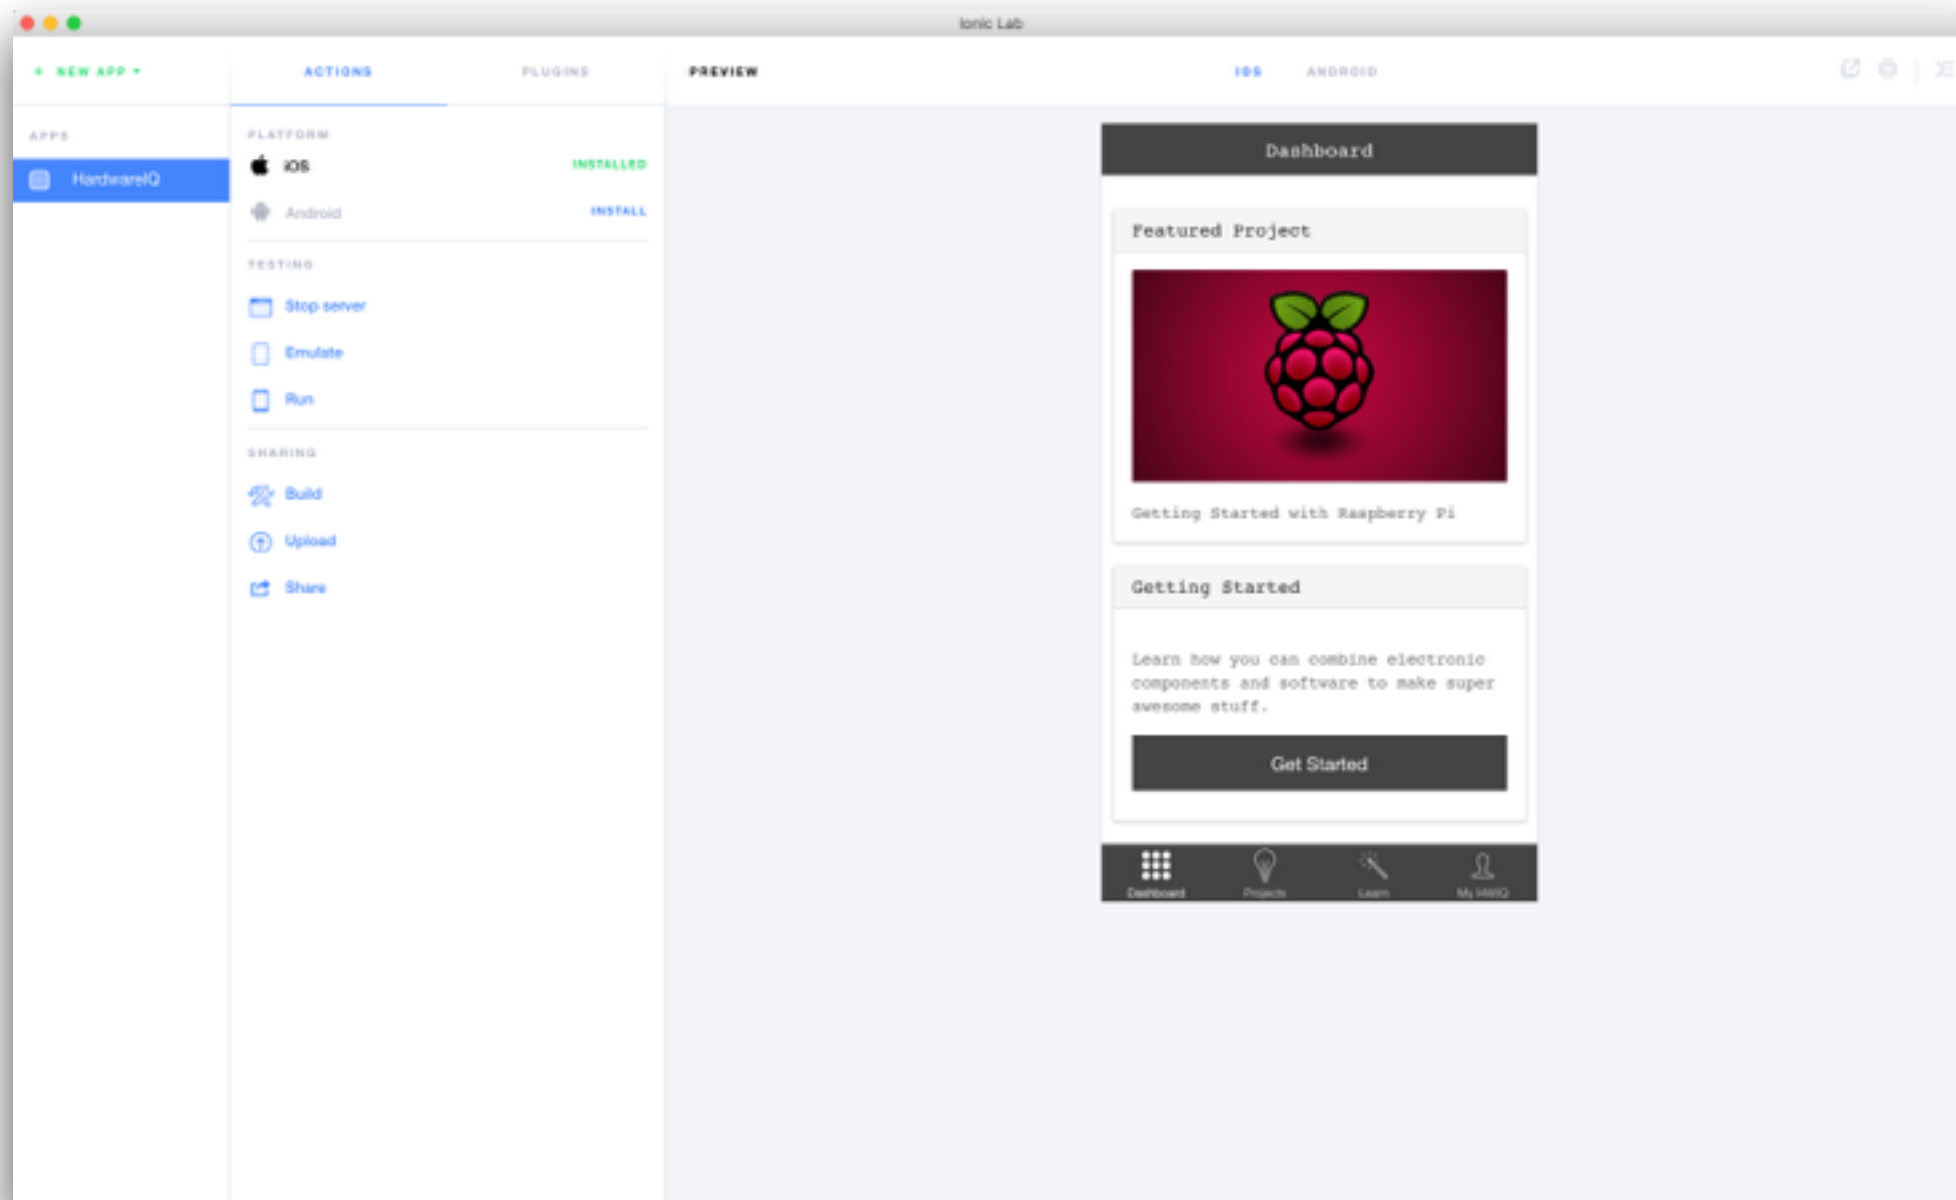 Ionic Lab
+ NEW APP
ACTIONS
PLUGINS
PREVIEW
IOS
ANDROID
APPS
HardwareIQ
PLATFORM
iOS
INSTALLED
Android
INSTALL
TESTING
Stop server
Emulate
Run
SHARING
Build
Upload
Share
Dashboard
Featured Project
Getting Started with Raspberry Pi
Getting Started
Learn how you can combine electronic
components and software to make super
awesome stuff.
Get Started
Dashboard
Projects
Learn
My HWIQ